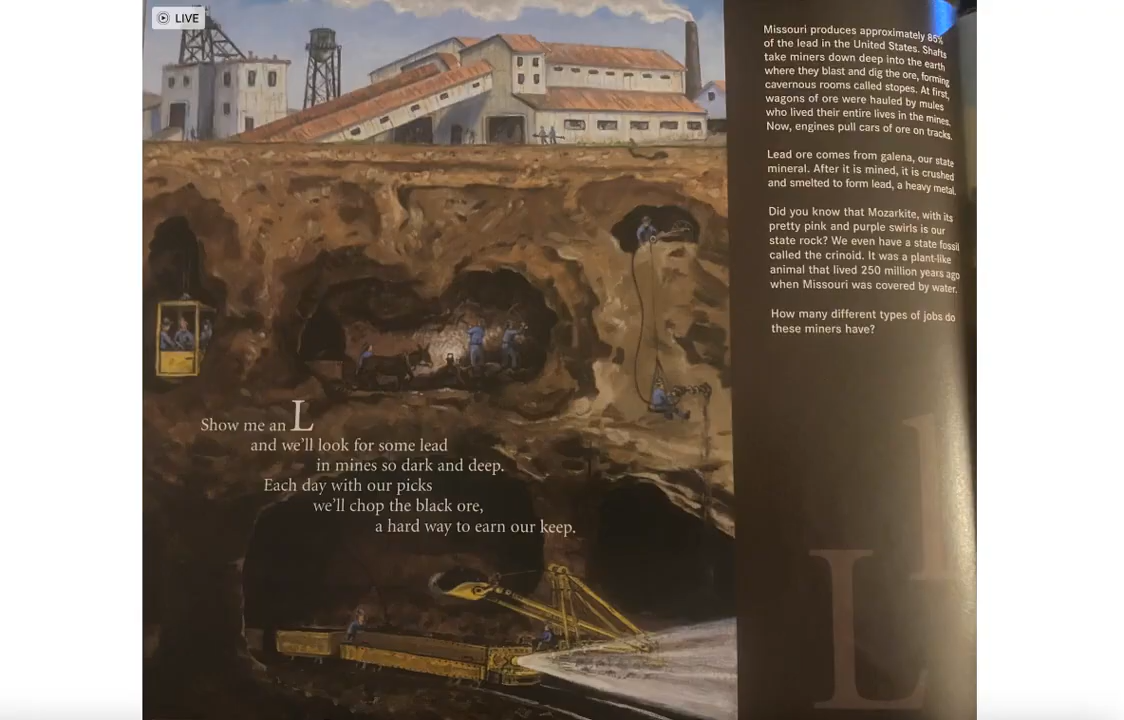 LIVE
Show me an L
and we'll look for some lead
in mines so dark and deep.
Each day with our picks
we'll chop the black ore,
a hard way to earn our keep.
Missouri produces approximately 85%
of the lead in the United States. Shafts
take miners down deep into the earth
where they blast and dig the ore, forming
cavernous rooms called stopes. At first,
wagons of ore were hauled by mules
who lived their entire lives in the mines.
Now, engines pull cars of ore on tracks.
Lead ore comes from galena, our state
mineral. After it is mined, it is crushed
and smelted to form lead, a heavy metal.
Did you know that Mozarkite, with its
pretty pink and purple swirls is our
state rock? We even have a state fossil
called the crinoid. It was a plant-like
animal that lived 250 million years ago
when Missouri was covered by water.
How many different types of jobs do
these miners have?
l
L